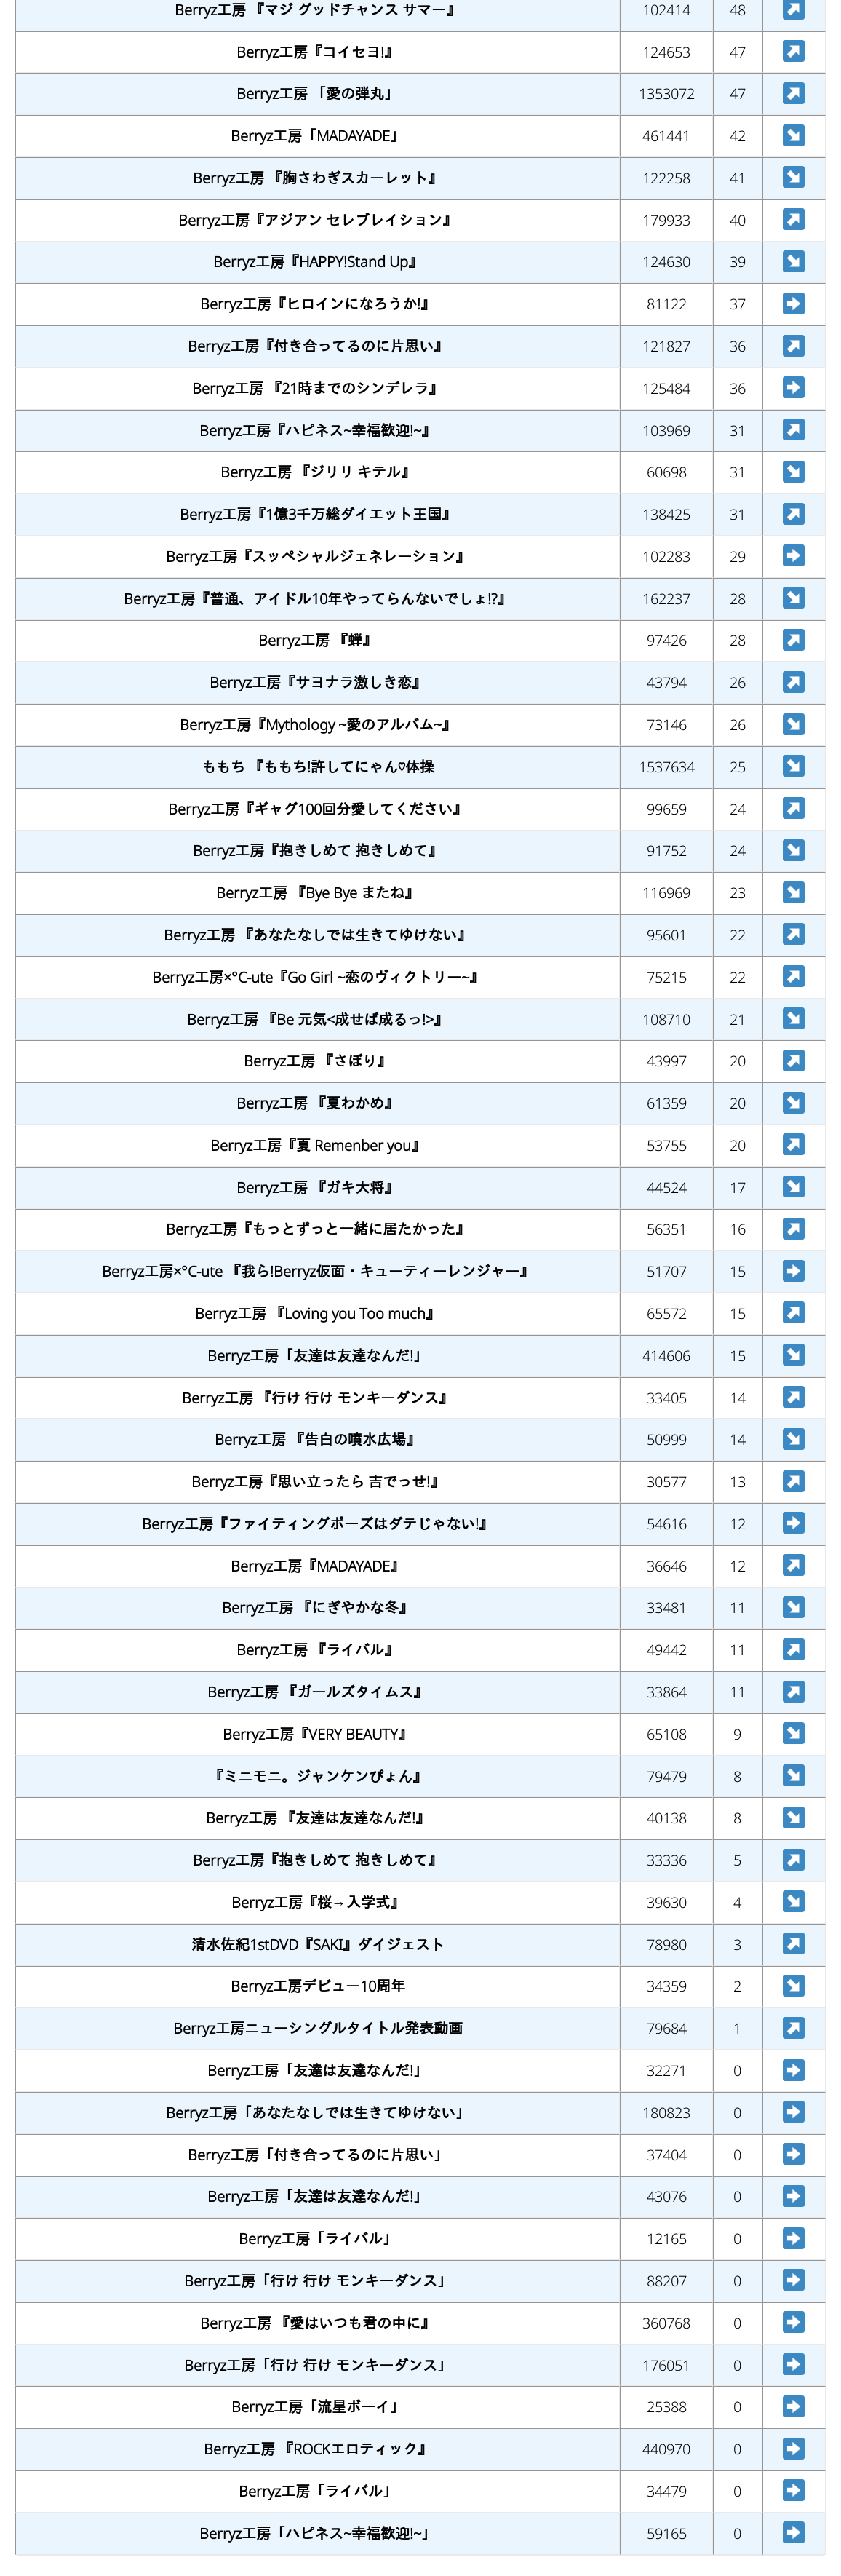 Berryz工房 『マジ グッドチャンス サマー』 102414 48 ↗
Berryz工房『コイセヨ!』 124653 47 ↗
Berryz工房 「愛の弾丸」 1353072 47 ↗
Berryz工房「MADAYADE」 461441 42 ↘
Berryz工房 『胸さわぎスカーレット』 122258 41 ↘
Berryz工房『アジアン セレブレイション』 179933 40 ↗
Berryz工房『HAPPY!Stand Up』 124630 39 ↘
Berryz工房『ヒロインになろうか!』 81122 37 ➡
Berryz工房『付き合ってるのに片思い』 121827 36 ↗
Berryz工房 『21時までのシンデレラ』 125484 36 ➡
Berryz工房『ハピネス~幸福歓迎!~』 103969 31 ↗
Berryz工房 『ジリリ キテル』 60698 31 ↘
Berryz工房『1億3千万総ダイエット王国』 138425 31 ↗
Berryz工房『スッペシャルジェネレーション』 102283 29 ➡
Berryz工房『普通、アイドル10年やってらんないでしょ!?』 162237 28 ↘
Berryz工房 『蝉』 97426 28 ↗
Berryz工房『サヨナラ激しき恋』 43794 26 ↗
Berryz工房『Mythology ~愛のアルバム~』 73146 26 ↘
ももち 『ももち!許してにゃん♡体操 1537634 25 ↘
Berryz工房『ギャグ100回分愛してください』 99659 24 ↗
Berryz工房『抱きしめて 抱きしめて』 91752 24 ↘
Berryz工房 『Bye Bye またね』 116969 23 ↘
Berryz工房 『あなたなしでは生きてゆけない』 95601 22 ↗
Berryz工房×°C-ute『Go Girl ~恋のヴィクトリー~』 75215 22 ↗
Berryz工房 『Be 元気<成せば成るっ!>』 108710 21 ↘
Berryz工房 『さぼり』 43997 20 ↗
Berryz工房 『夏わかめ』 61359 20 ↘
Berryz工房『夏 Remenber you』 53755 20 ↗
Berryz工房 『ガキ大将』 44524 17 ↘
Berryz工房『もっとずっと一緒に居たかった』 56351 16 ↗
Berryz工房×°C-ute 『我ら!Berryz仮面・キューティーレンジャー』 51707 15 ➡
Berryz工房 『Loving you Too much』 65572 15 ↗
Berryz工房「友達は友達なんだ!」 414606 15 ↘
Berryz工房 『行け 行け モンキーダンス』 33405 14 ↗
Berryz工房 『告白の噴水広場』 50999 14 ↘
Berryz工房『思い立ったら 吉でっせ!』 30577 13 ↗
Berryz工房『ファイティングポーズはダテじゃない!』 54616 12 ➡
Berryz工房『MADAYADE』 36646 12 ↗
Berryz工房 『にぎやかな冬』 33481 11 ↘
Berryz工房 『ライバル』 49442 11 ↗
Berryz工房 『ガールズタイムス』 33864 11 ↗
Berryz工房『VERY BEAUTY』 65108 9 ↘
『ミニモニ。ジャンケンぴょん』 79479 8 ↘
Berryz工房 『友達は友達なんだ!』 40138 8 ↘
Berryz工房『抱きしめて 抱きしめて』 33336 5 ↗
Berryz工房『桜→入学式』 39630 4 ↘
清水佐紀1stDVD『SAKI』ダイジェスト 78980 3 ↗
Berryz工房デビュー10周年 34359 2 ↘
Berryz工房ニューシングルタイトル発表動画 79684 1 ↗
Berryz工房「友達は友達なんだ!」 32271 0 ➡
Berryz工房「あなたなしでは生きてゆけない」 180823 0 ➡
Berryz工房「付き合ってるのに片思い」 37404 0 ➡
Berryz工房「友達は友達なんだ!」 43076 0 ➡
Berryz工房「ライバル」 12165 0 ➡
Berryz工房「行け 行け モンキーダンス」 88207 0 ➡
Berryz工房 『愛はいつも君の中に』 360768 0 ➡
Berryz工房「行け 行け モンキーダンス」 176051 0 ➡
Berryz工房「流星ボーイ」 25388 0 ➡
Berryz工房 『ROCKエロティック』 440970 0 ➡
Berryz工房「ライバル」 34479 0 ➡
Berryz工房「ハピネス~幸福歓迎!~」 59165 0 ➡